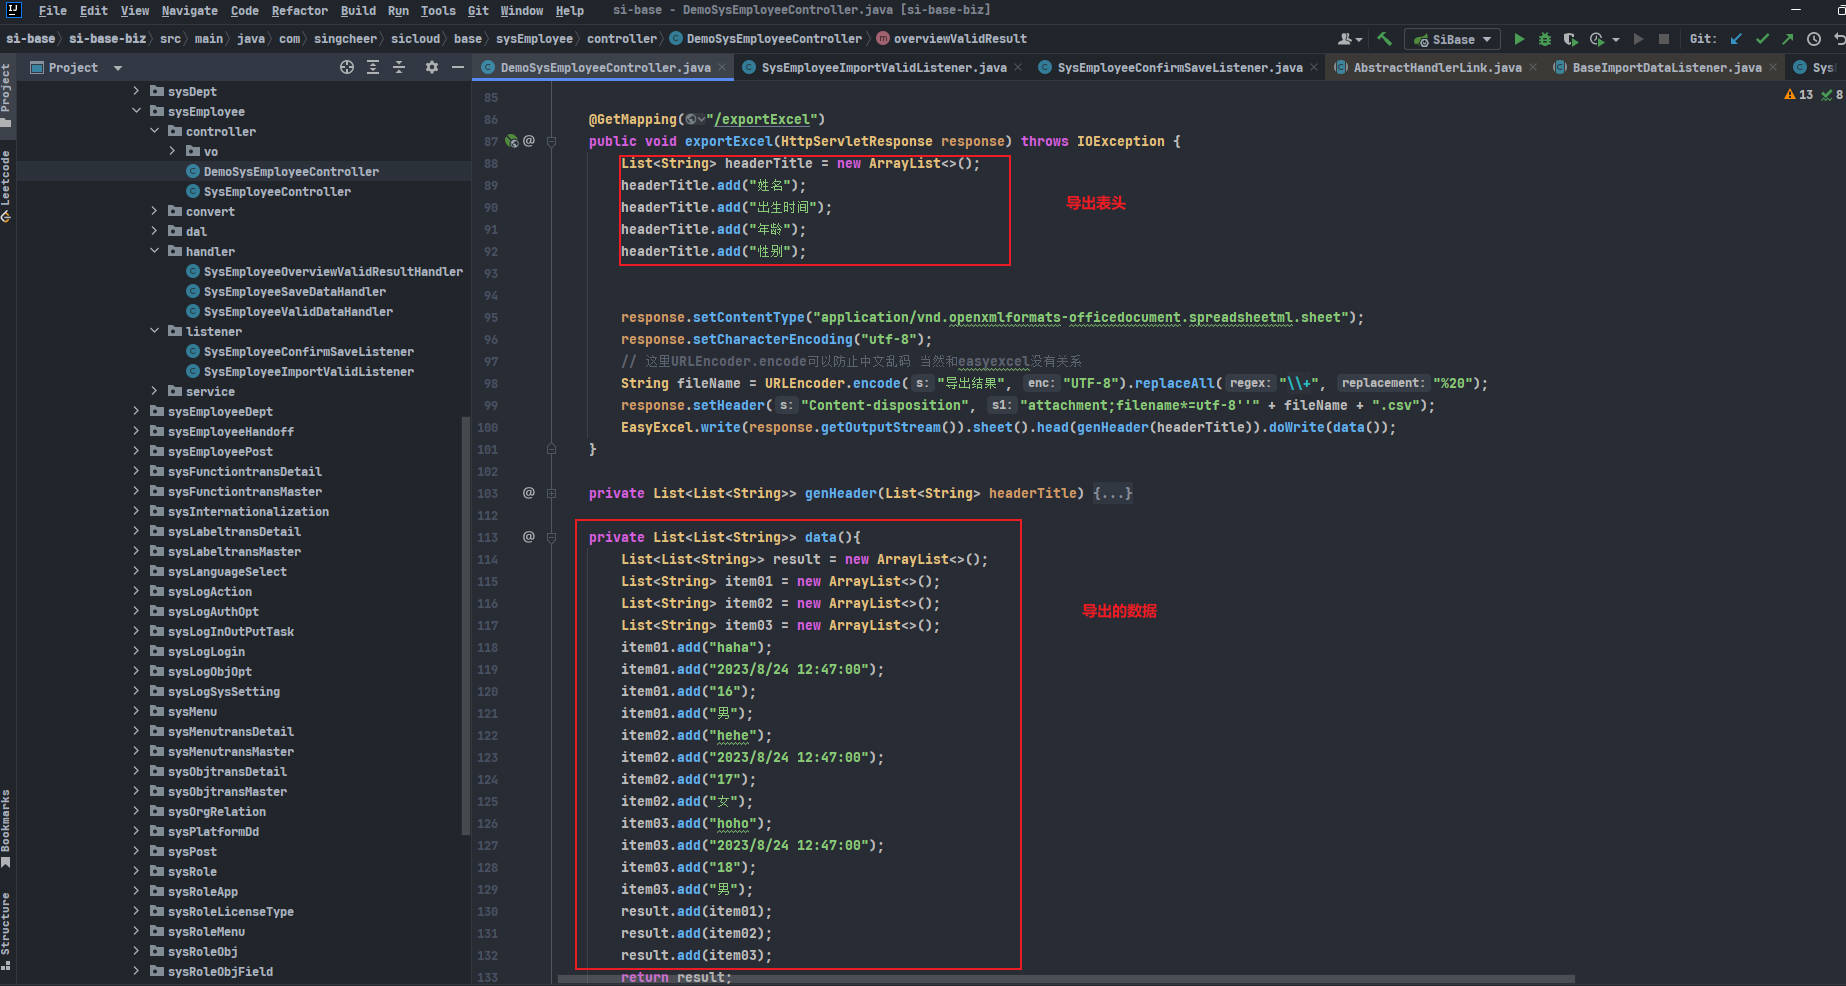 File Edit View Navigate Code Refactor Build Run Tools Git Window Help si-base - DemoSysEmployeeController.java [si-base-biz]
si-base si-base-biz src main java com singcheer sicloud base sysEmployee controller DemoSysEmployeeController overviewValidResult
SiBase Git:
Project
DemoSysEmployeeController.java SysEmployeeImportValidListener.java SysEmployeeConfirmSaveListener.java AbstractHandlerLink.java BaseImportDataListener.java Sys
Project
Leetcode
Bookmarks
Structure
sysDept
sysEmployee
controller
vo
DemoSysEmployeeController
SysEmployeeController
convert
dal
handler
SysEmployeeOverviewValidResultHandler
SysEmployeeSaveDataHandler
SysEmployeeValidDataHandler
listener
SysEmployeeConfirmSaveListener
SysEmployeeImportValidListener
service
sysEmployeeDept
sysEmployeeHandoff
sysEmployeePost
sysFunctiontransDetail
sysFunctiontransMaster
sysInternationalization
sysLabeltransDetail
sysLabeltransMaster
sysLanguageSelect
sysLogAction
sysLogAuthOpt
sysLogInOutPutTask
sysLogLogin
sysLogObjOpt
sysLogSysSetting
sysMenu
sysMenutransDetail
sysMenutransMaster
sysObjtransDetail
sysObjtransMaster
sysOrgRelation
sysPlatformDd
sysPost
sysRole
sysRoleApp
sysRoleLicenseType
sysRoleMenu
sysRoleObj
sysRoleObjField
13 8
85
86 @GetMapping("/exportExcel")
87 @ public void exportExcel(HttpServletResponse response) throws IOException {
88 List<String> headerTitle = new ArrayList<>();
89 headerTitle.add("姓名");
90 headerTitle.add("出生时间");
91 headerTitle.add("年龄");
92 headerTitle.add("性别");
导出表头
93
94
95 response.setContentType("application/vnd.openxmlformats-officedocument.spreadsheetml.sheet");
96 response.setCharacterEncoding("utf-8");
97 // 这里URLEncoder.encode可以防止中文乱码 当然和easyexcel没有关系
98 String fileName = URLEncoder.encode( s: "导出结果", enc: "UTF-8").replaceAll( regex: "\\+", replacement: "%20");
99 response.setHeader( s: "Content-disposition", s1: "attachment;filename*=utf-8''" + fileName + ".csv");
100 EasyExcel.write(response.getOutputStream()).sheet().head(genHeader(headerTitle)).doWrite(data());
101 }
102
103 @ private List<List<String>> genHeader(List<String> headerTitle) {...}
112
113 @ private List<List<String>> data(){
114 List<List<String>> result = new ArrayList<>();
115 List<String> item01 = new ArrayList<>();
116 List<String> item02 = new ArrayList<>();
117 List<String> item03 = new ArrayList<>();
导出的数据
118 item01.add("haha");
119 item01.add("2023/8/24 12:47:00");
120 item01.add("16");
121 item01.add("男");
122 item02.add("hehe");
123 item02.add("2023/8/24 12:47:00");
124 item02.add("17");
125 item02.add("女");
126 item03.add("hoho");
127 item03.add("2023/8/24 12:47:00");
128 item03.add("18");
129 item03.add("男");
130 result.add(item01);
131 result.add(item02);
132 result.add(item03);
133 return result;